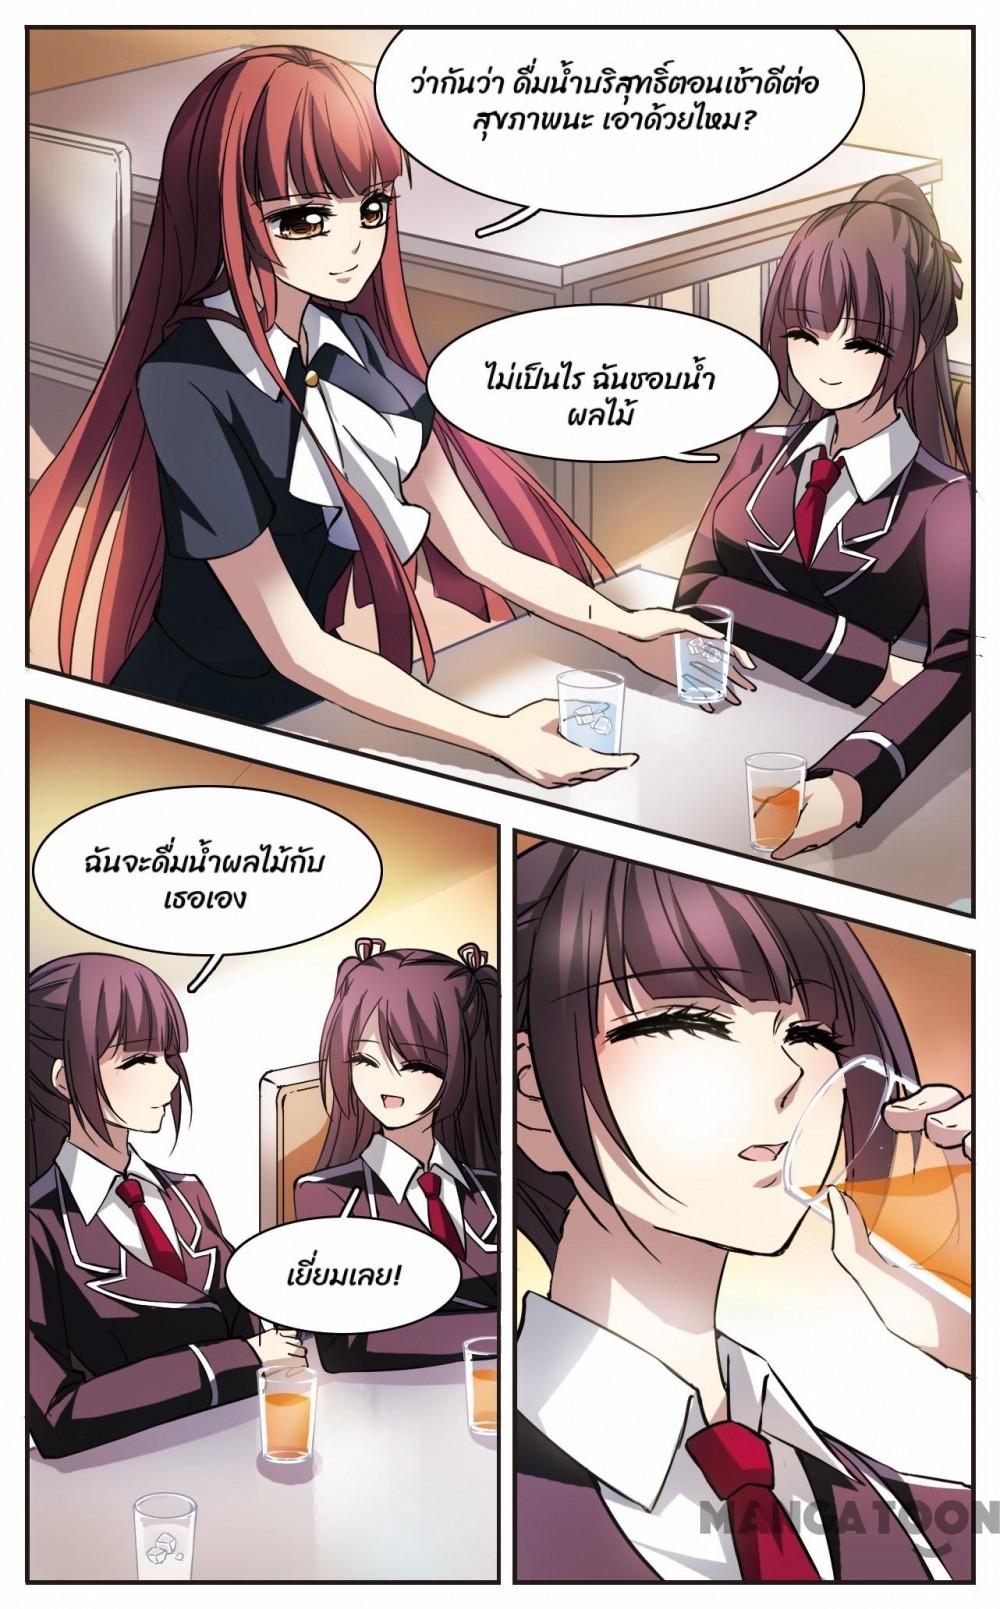 ว่ากันว่า ดื่มน้ำบริสุทธิ์ตอนเช้าดีต่อ
สุขภาพนะ เอาด้วยไหม?
ไม่เป็นไร ฉันชอบน้ำ
ผลไม้
ฉันจะดื่มน้ำผลไม้กับ
เธอเอง
เยี่ยมเลย!
MANGATOON